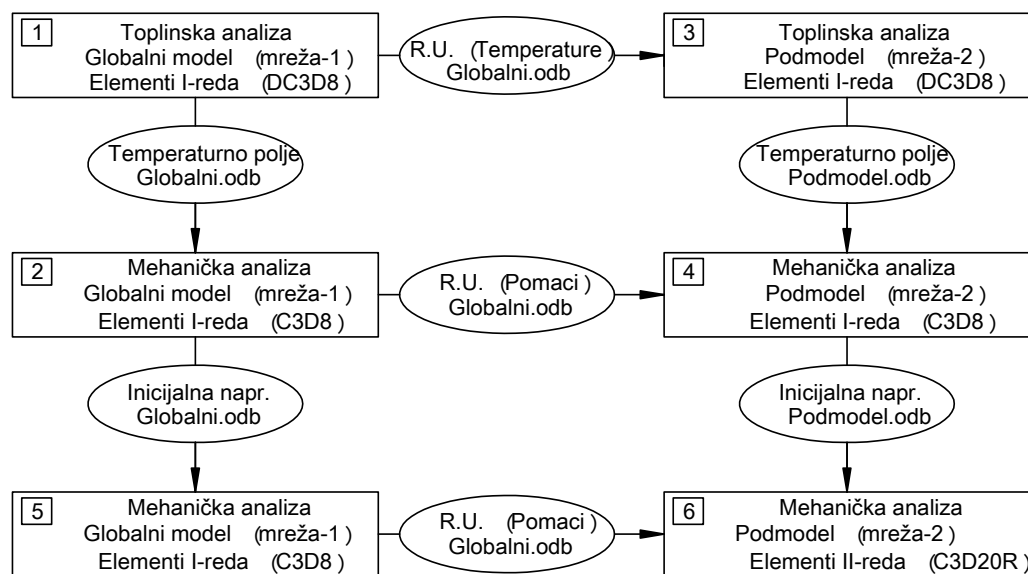 1
Toplinska analiza
Globalni model (mreža-1)
Elementi I-reda (DC3D8)
R.U. (Temperature)
Globalni.odb
3
Toplinska analiza
Podmodel (mreža-2)
Elementi I-reda (DC3D8)
Temperaturno polje
Globalni.odb
Temperaturno polje
Podmodel.odb
2
Mehanička analiza
Globalni model (mreža-1)
Elementi I-reda (C3D8)
R.U. (Pomaci)
Globalni.odb
4
Mehanička analiza
Podmodel (mreža-2)
Elementi I-reda (C3D8)
Inicijalna napr.
Globalni.odb
Inicijalna napr.
Podmodel.odb
5
Mehanička analiza
Globalni model (mreža-1)
Elementi I-reda (C3D8)
R.U. (Pomaci)
Globalni.odb
6
Mehanička analiza
Podmodel (mreža-2)
Elementi II-reda (C3D20R)